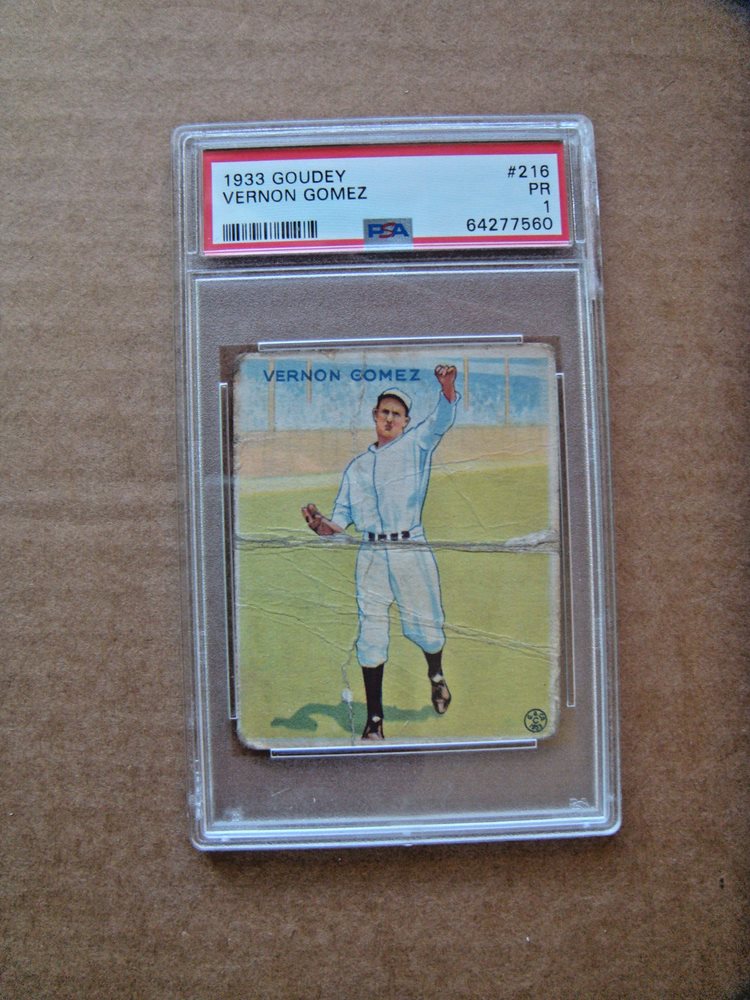 1933 GOUDEY #216
VERNON GOMEZ PR
1
PSA 64277560
VERNON GOMEZ